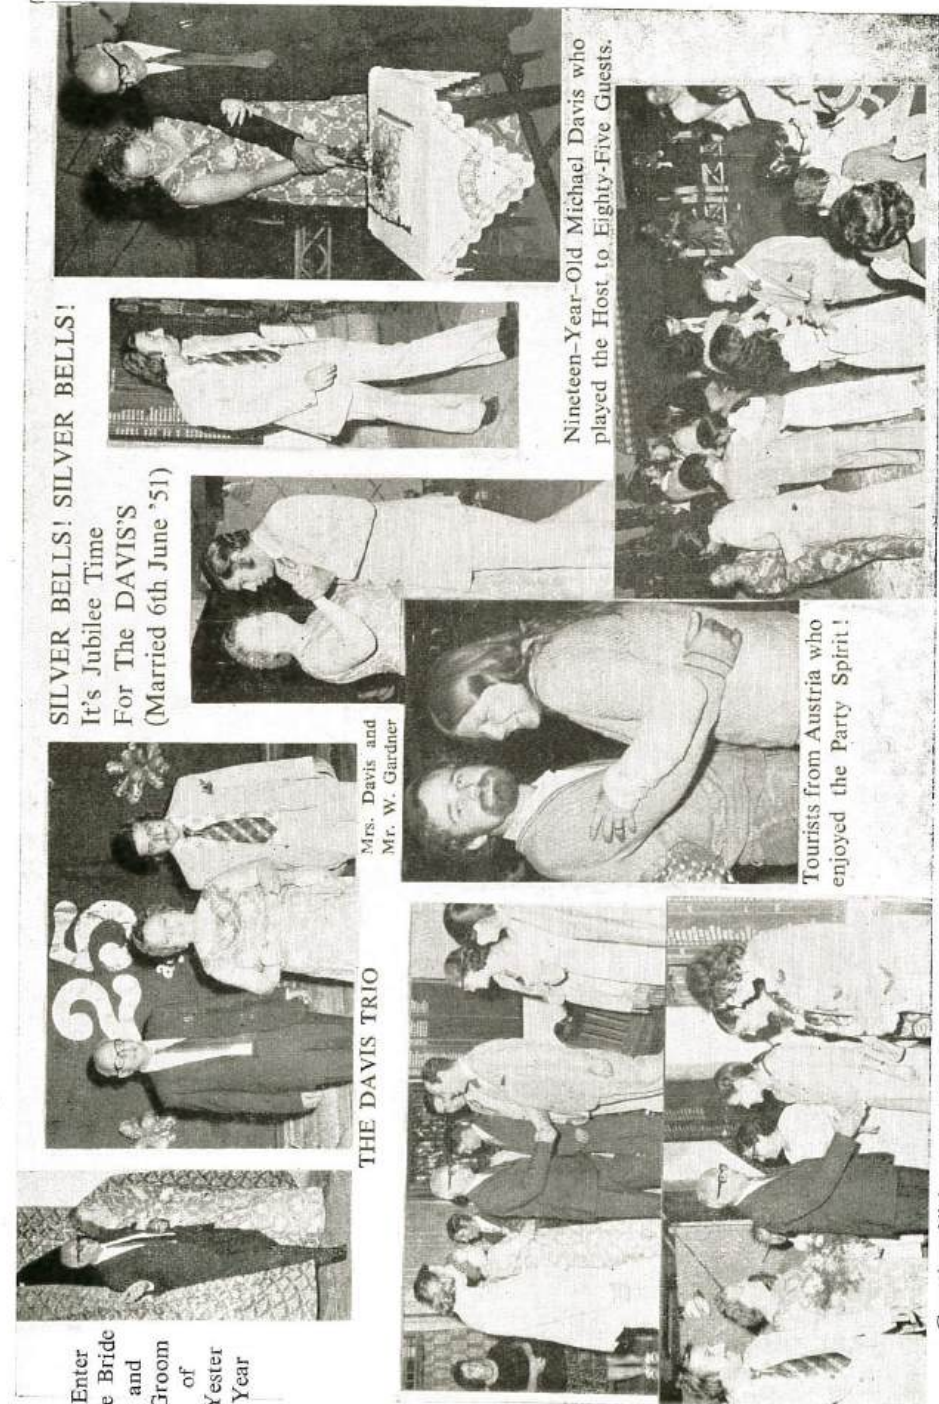 Enter
e Bride
and
Groom
of
Yester
Year
25
THE DAVIS TRIO
SILVER BELLS! SILVER BELLS!
It's Jubilee Time
For The DAVIS'S
(Married 6th June '51)
Mrs. Davis and
Mr. W. Gardner
Nineteen-Year-Old Michael Davis who
played the Host to Eighty-Five Guests.
Tourists from Austria who
enjoyed the Party Spirit!